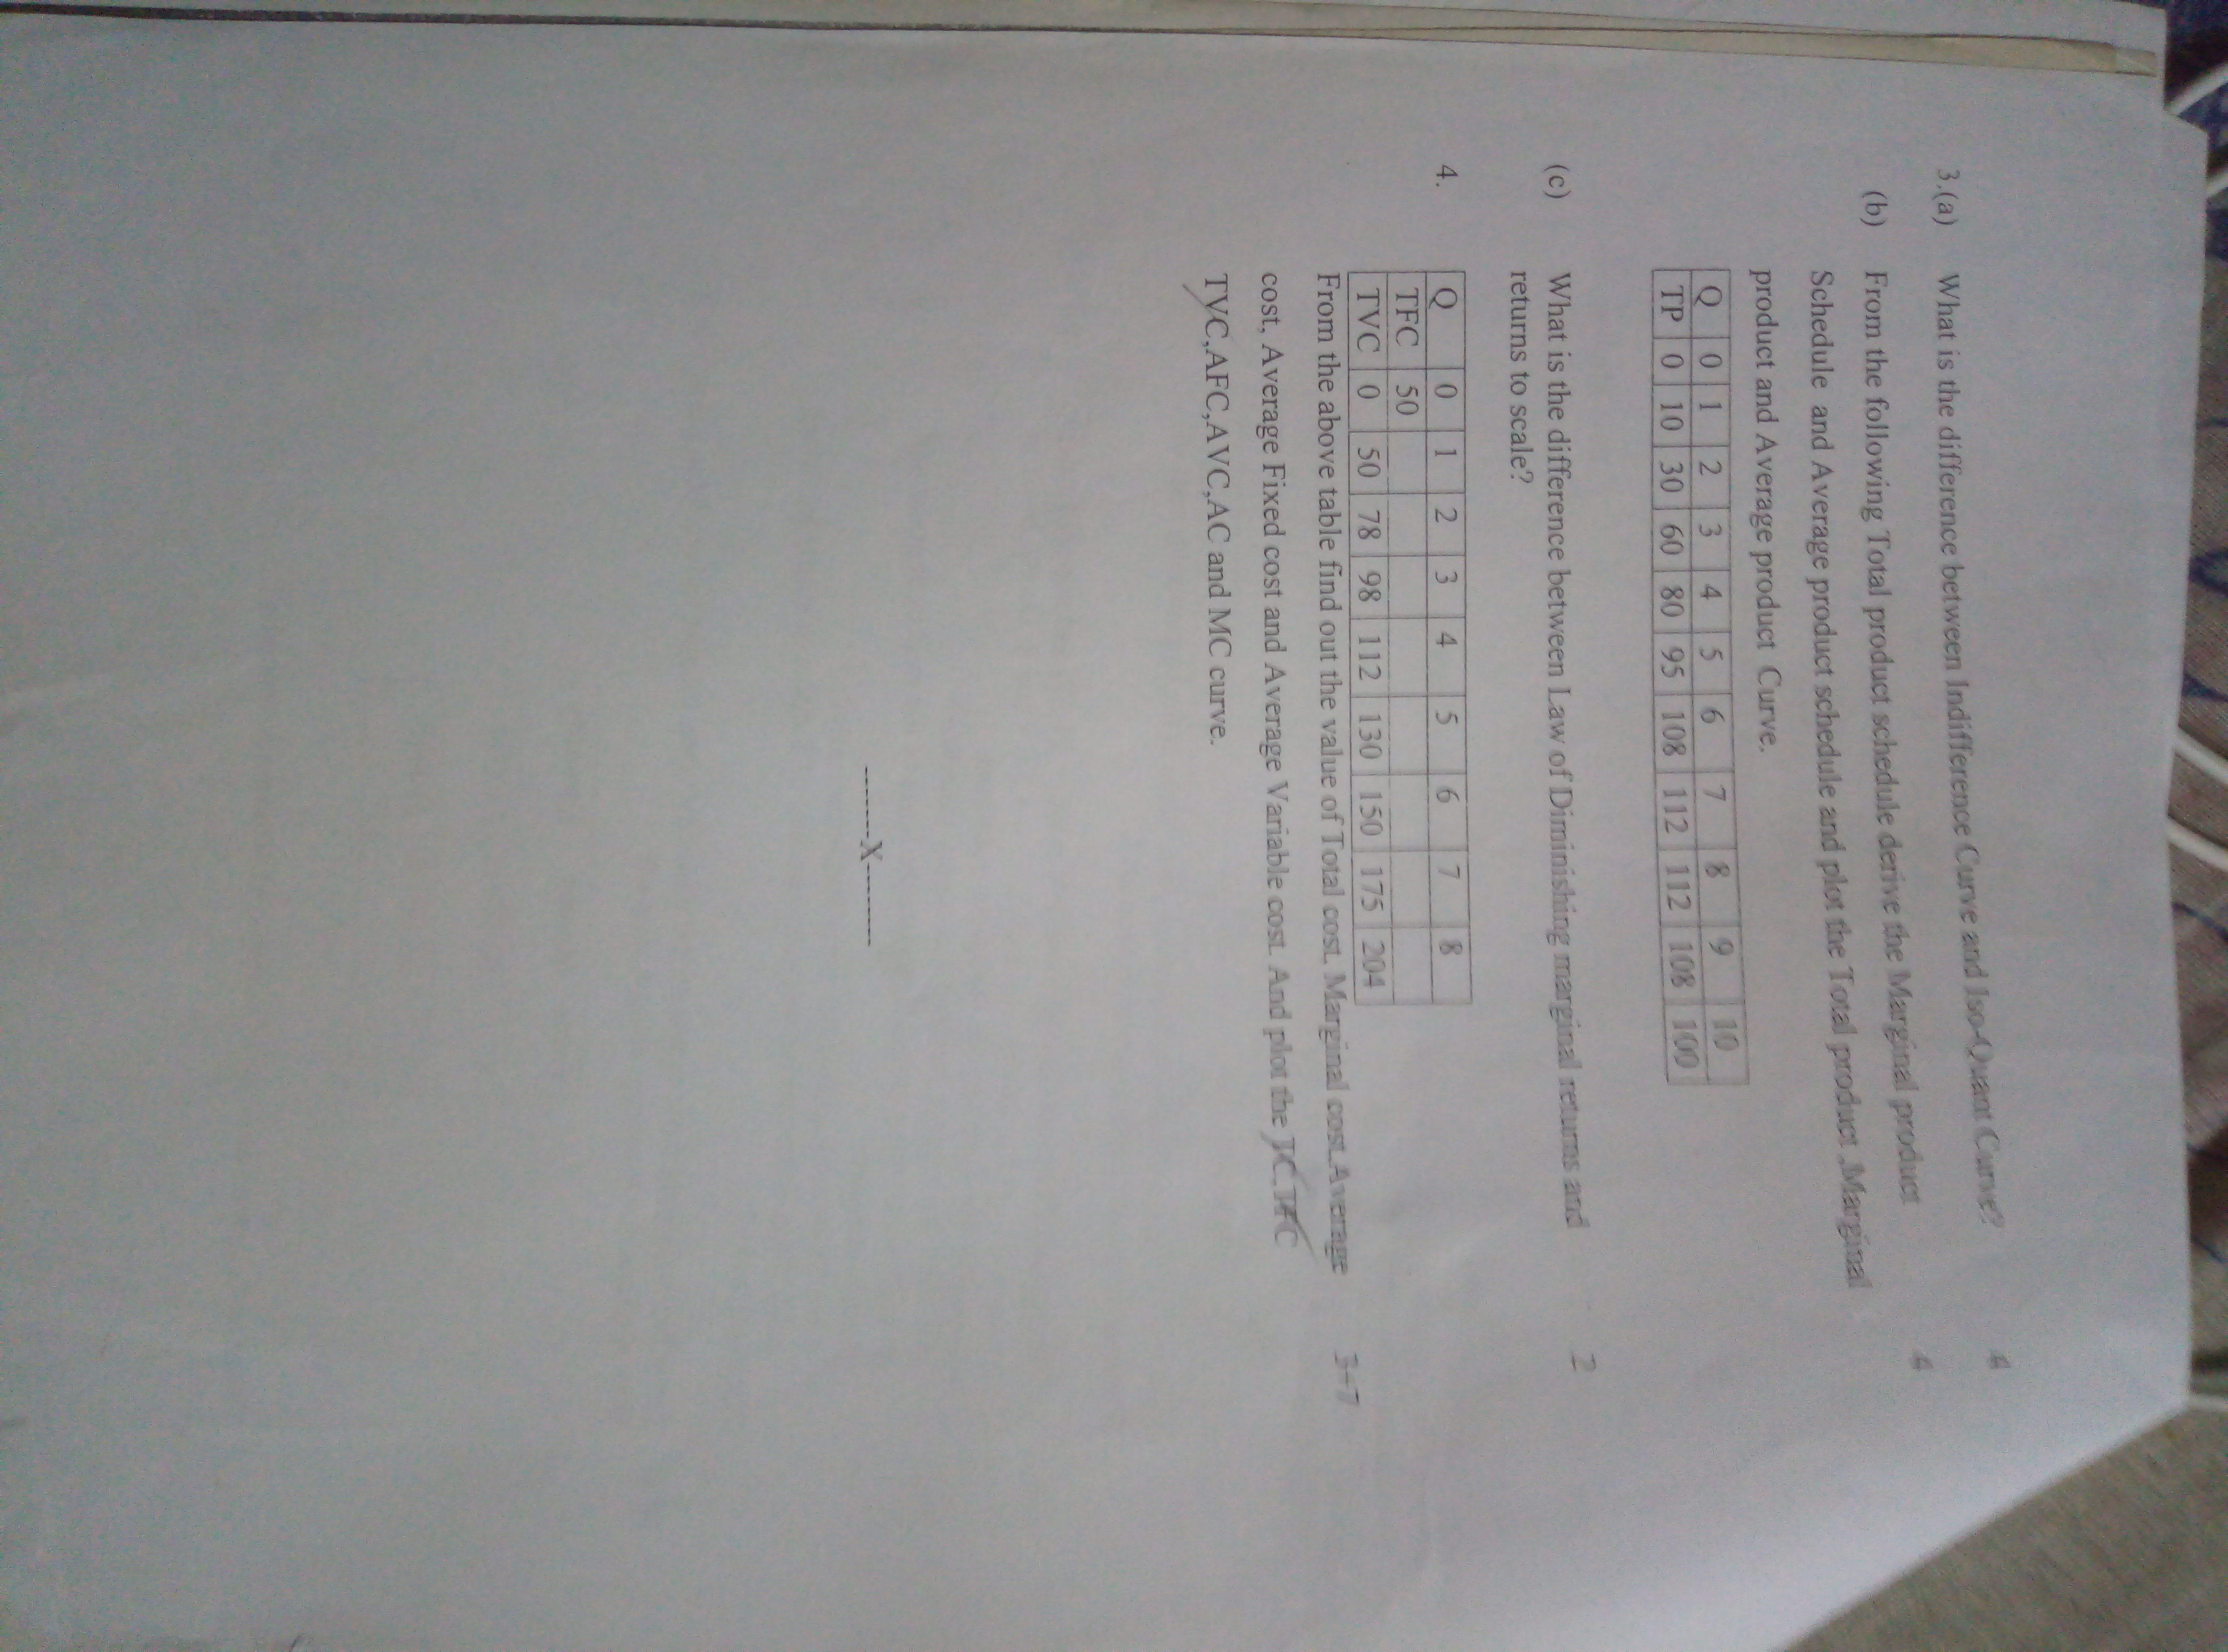 3.(a) What is the difference between Indifference Curve and Iso-Quant Curve? 4
(b) From the following Total product schedule derive the Marginal product 4
Schedule and Average product schedule and plot the Total product ,Marginal
product and Average product Curve.
Q 0 1 2 3 4 5 6 7 8 9 10
TP 0 10 30 60 80 95 108 112 112 108 100
(c) What is the difference between Law of Diminishing marginal returns and 2
returns to scale?
4.
Q 0 1 2 3 4 5 6 7 8
TFC 50
TVC 0 50 78 98 112 130 150 175 204
From the above table find out the value of Total cost, Marginal cost,Average 3+7
cost, Average Fixed cost and Average Variable cost. And plot the TC,TFC
TVC,AFC,AVC,AC and MC curve.
------X-------